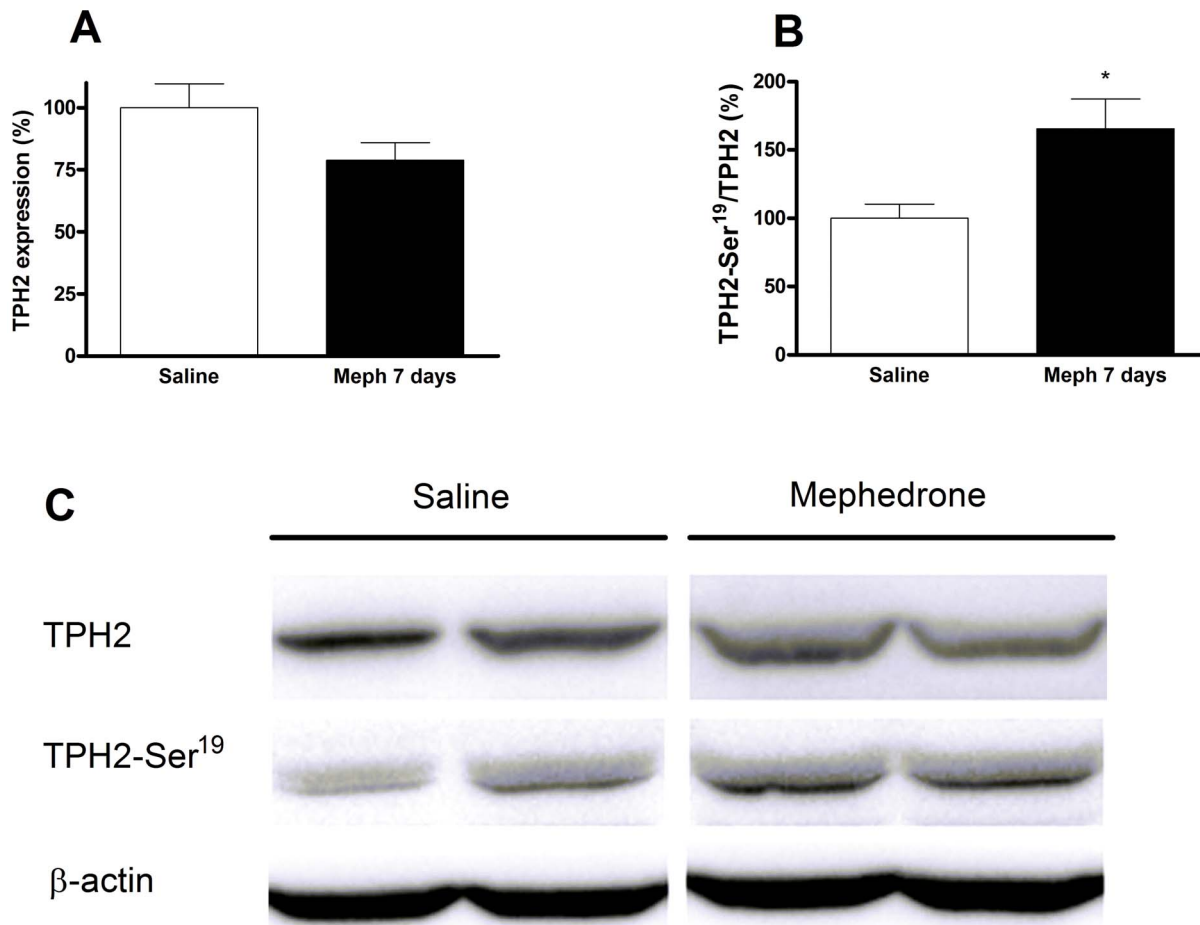 A
TPH2 expression (%)
100
75
50
25
0
Saline
Meph 7 days
B
TPH2-Ser¹⁹/TPH2 (%)
200
150
100
50
0
*
Saline
Meph 7 days
C
Saline
Mephedrone
TPH2
TPH2-Ser¹⁹
β-actin